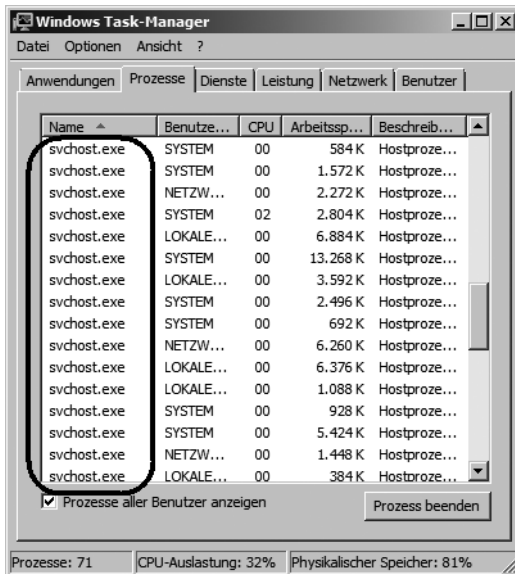 Windows Task-Manager
Datei Optionen Ansicht ?
Anwendungen Prozesse Dienste Leistung Netzwerk Benutzer
Name Benutze... CPU Arbeitssp... Beschreib...
svchost.exe SYSTEM 00 584 K Hostproze...
svchost.exe SYSTEM 00 1.572 K Hostproze...
svchost.exe NETZW... 00 2.272 K Hostproze...
svchost.exe SYSTEM 02 2.804 K Hostproze...
svchost.exe LOKALE... 00 6.884 K Hostproze...
svchost.exe SYSTEM 00 13.268 K Hostproze...
svchost.exe LOKALE... 00 3.592 K Hostproze...
svchost.exe SYSTEM 00 2.496 K Hostproze...
svchost.exe SYSTEM 00 692 K Hostproze...
svchost.exe NETZW... 00 6.260 K Hostproze...
svchost.exe LOKALE... 00 6.376 K Hostproze...
svchost.exe LOKALE... 00 1.088 K Hostproze...
svchost.exe SYSTEM 00 928 K Hostproze...
svchost.exe SYSTEM 00 5.424 K Hostproze...
svchost.exe NETZW... 00 1.448 K Hostproze...
svchost.exe LOKALE... 00 384 K Hostproze...
Prozesse aller Benutzer anzeigen Prozess beenden
Prozesse: 71 CPU-Auslastung: 32% Physikalischer Speicher: 81%